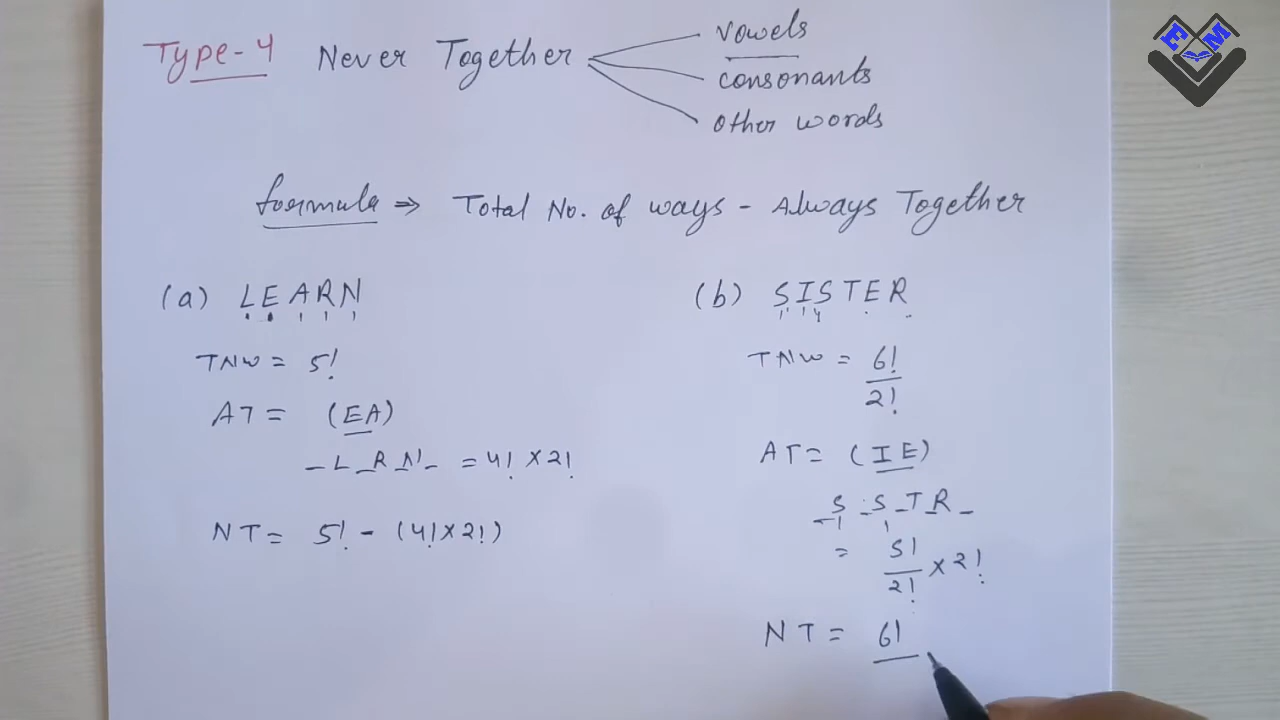 Type-4 Never Together
vowels
consonants
other words
formula ⇒ Total No. of ways - Always Together
(a) LEARN
TNW = 5!
AT = (EA)
_L_R_N_ = 4! × 2!
NT = 5! - (4! × 2!)
(b) SISTER
TNW = 6!
2!
AT = (IE)
_S_S_T_R_
= 5!
2! × 2!
NT = 6!
EM